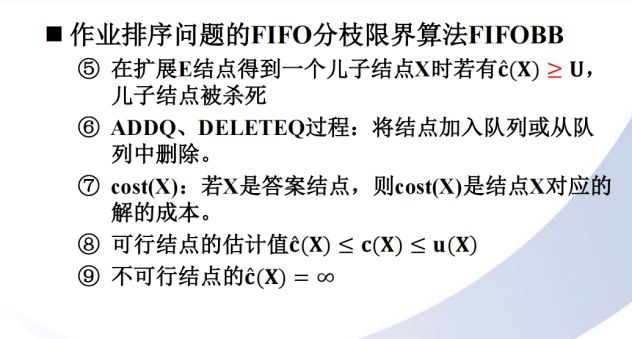 ■ 作业排序问题的FIFO分枝限界算法FIFOBB
⑤ 在扩展E结点得到一个儿子结点X时若有ĉ(X) ≥ U，
儿子结点被杀死
⑥ ADDQ、DELETEQ过程：将结点加入队列或从队
列中删除。
⑦ cost(X)：若X是答案结点，则cost(X)是结点X对应的
解的成本。
⑧ 可行结点的估计值ĉ(X) ≤ c(X) ≤ u(X)
⑨ 不可行结点的ĉ(X) = ∞